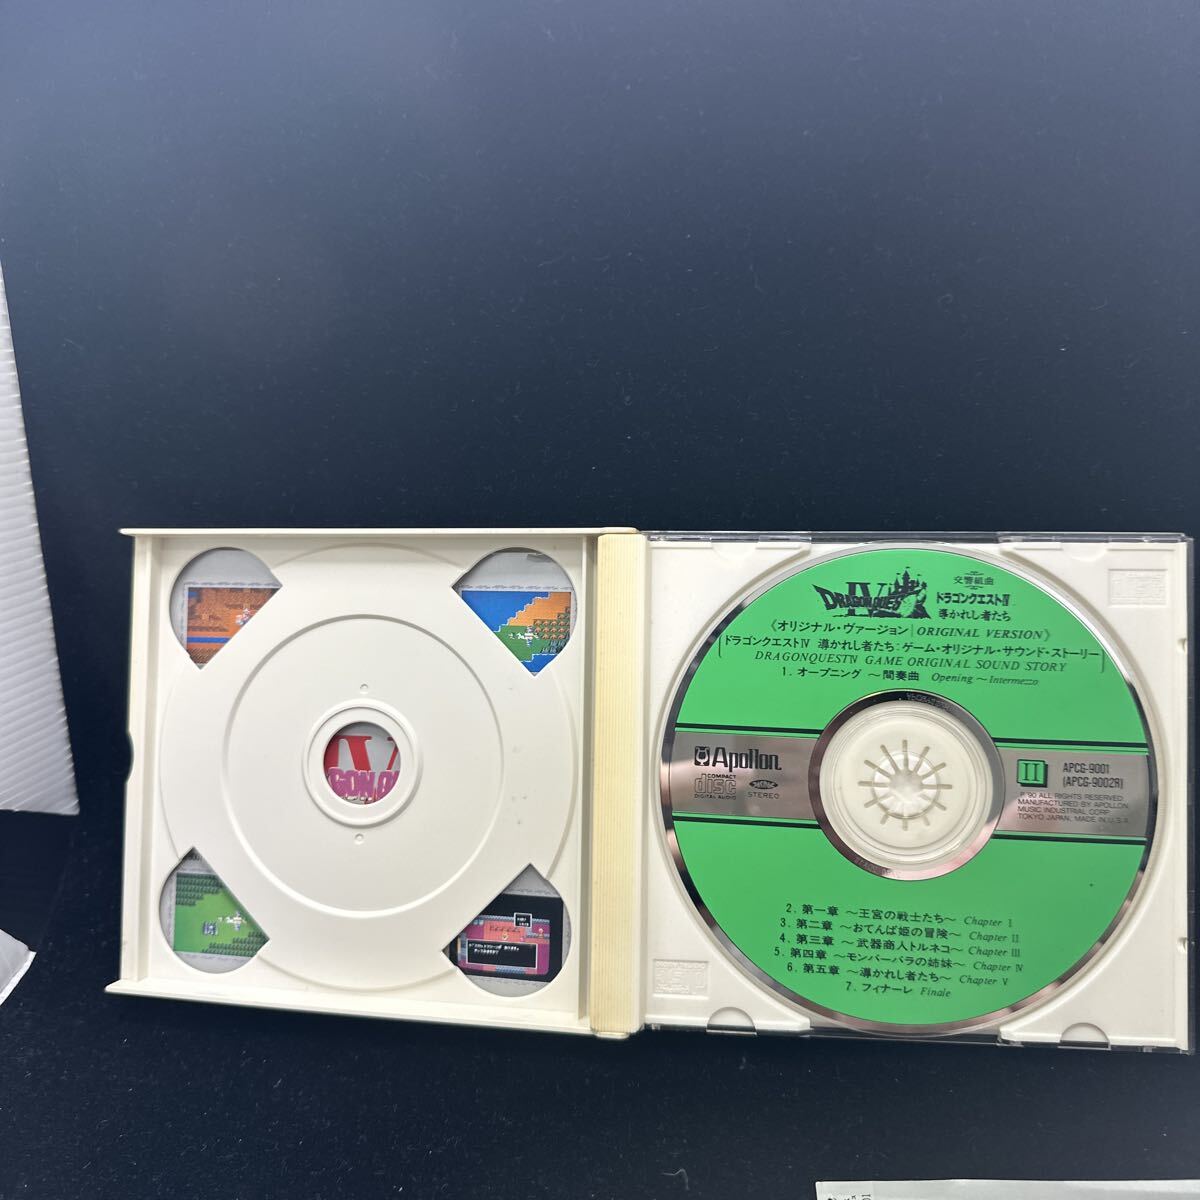 IV
GON QU
DRAGON QUEST
IV
交響組曲
ドラゴンクエストⅣ
導かれし者たち
《オリジナル・ヴァージョン|ORIGINAL VERSION》
ドラゴンクエストⅣ 導かれし者たち:ゲーム・オリジナル・サウンド・ストーリー
DRAGONQUESTⅣ GAME ORIGINAL SOUND STORY
1. オープニング 〜間奏曲 Opening 〜Intermezzo
Apollon
COMPACT
disc
DIGITAL AUDIO
STEREO
II
APCG-9001
(APCG-9002R)
℗'90 ALL RIGHTS RESERVED.
MANUFACTURED BY APOLLON
MUSIC INDUSTRIAL CORP.
TOKYO JAPAN, MADE IN U.S.A.
2. 第一章 〜王宮の戦士たち〜 Chapter Ⅰ
3. 第二章 〜おてんば姫の冒険〜 Chapter Ⅱ
4. 第三章 〜武器商人トルネコ〜 Chapter Ⅲ
5. 第四章 〜モンバーバラの姉妹〜 Chapter Ⅳ
6. 第五章 〜導かれし者たち〜 Chapter Ⅴ
7. フィナーレ Finale